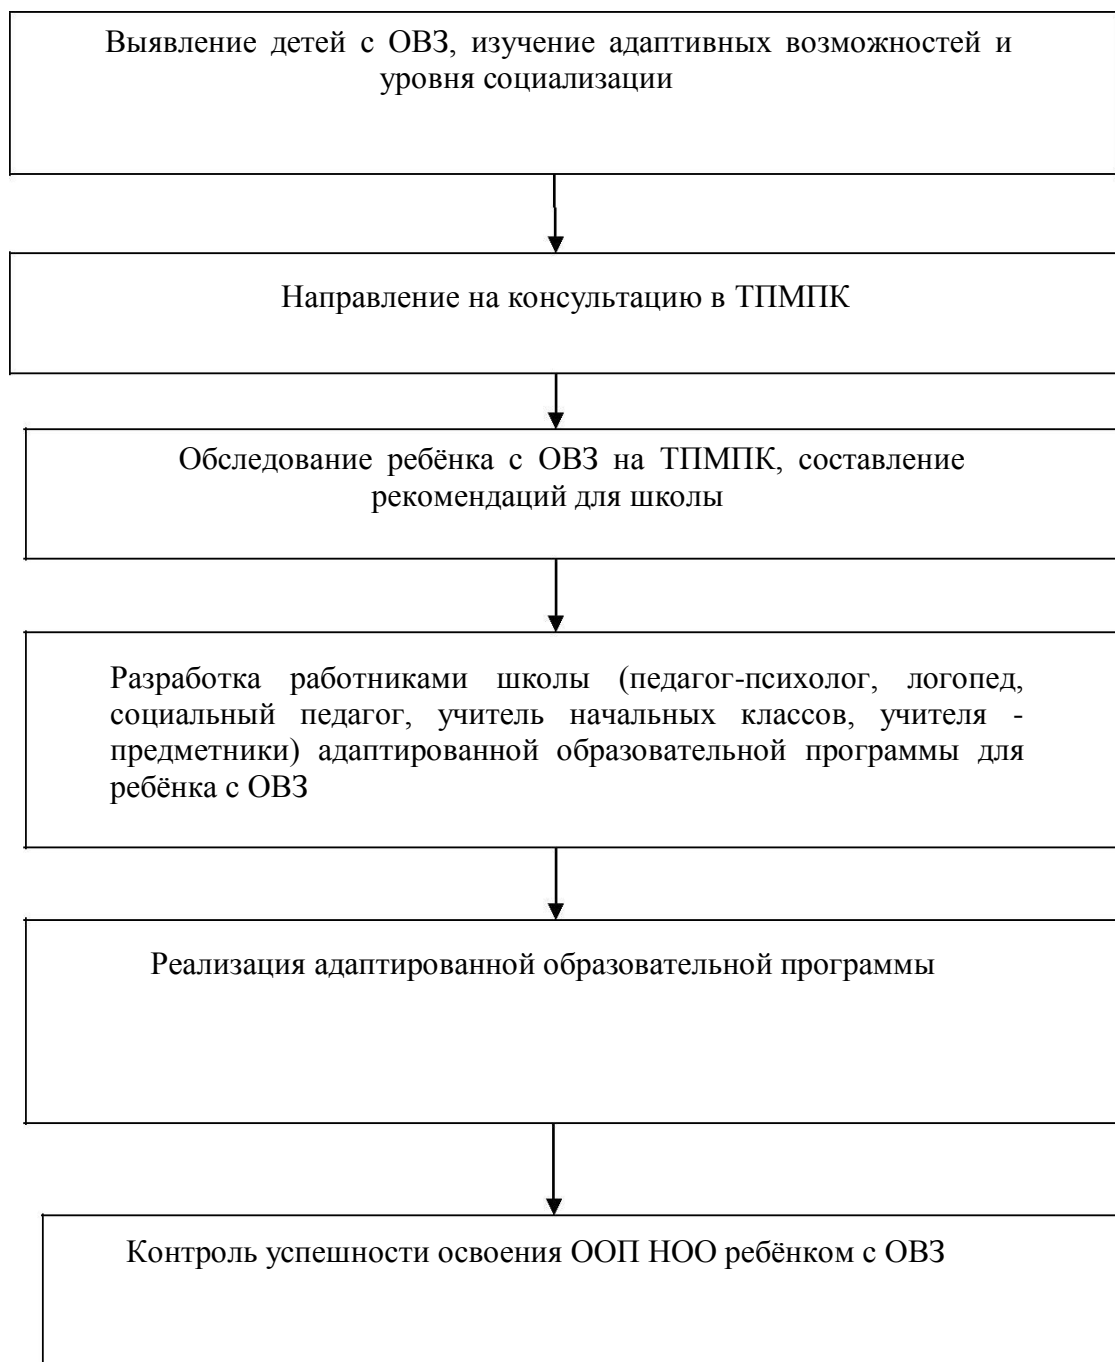 Выявление детей с ОВЗ, изучение адаптивных возможностей и
уровня социализации
Направление на консультацию в ТПМПК
Обследование ребёнка с ОВЗ на ТПМПК, составление
рекомендаций для школы
Разработка работниками школы (педагог-психолог, логопед,
социальный педагог, учитель начальных классов, учителя -
предметники) адаптированной образовательной программы для
ребёнка с ОВЗ
Реализация адаптированной образовательной программы
Контроль успешности освоения ООП НОО ребёнком с ОВЗ